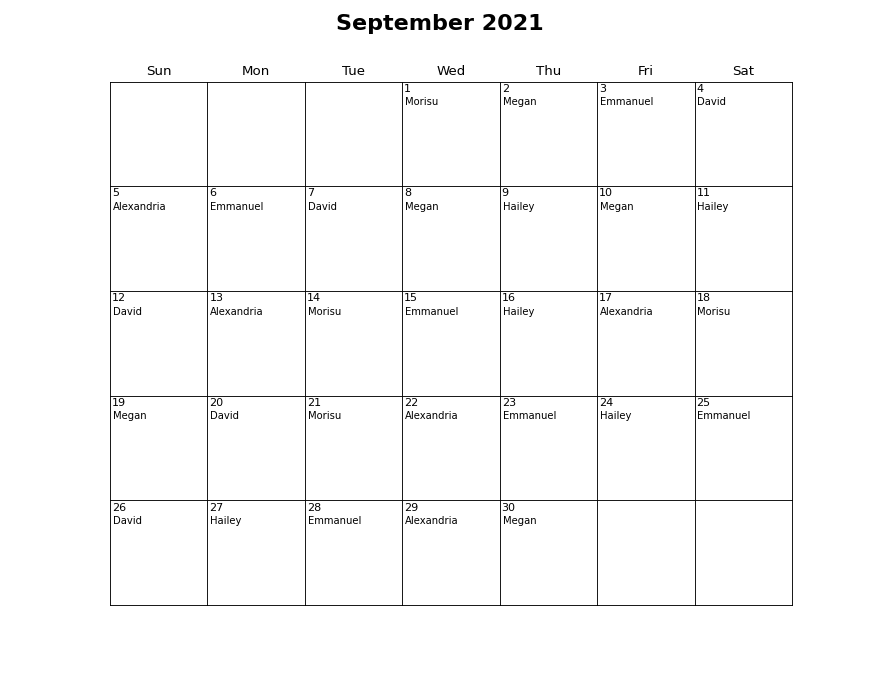 September 2021
Sun Mon Tue Wed Thu Fri Sat
1 2 3 4
Morisu Megan Emmanuel David
5 6 7 8 9 10 11
Alexandria Emmanuel David Megan Hailey Megan Hailey
12 13 14 15 16 17 18
David Alexandria Morisu Emmanuel Hailey Alexandria Morisu
19 20 21 22 23 24 25
Megan David Morisu Alexandria Emmanuel Hailey Emmanuel
26 27 28 29 30
David Hailey Emmanuel Alexandria Megan